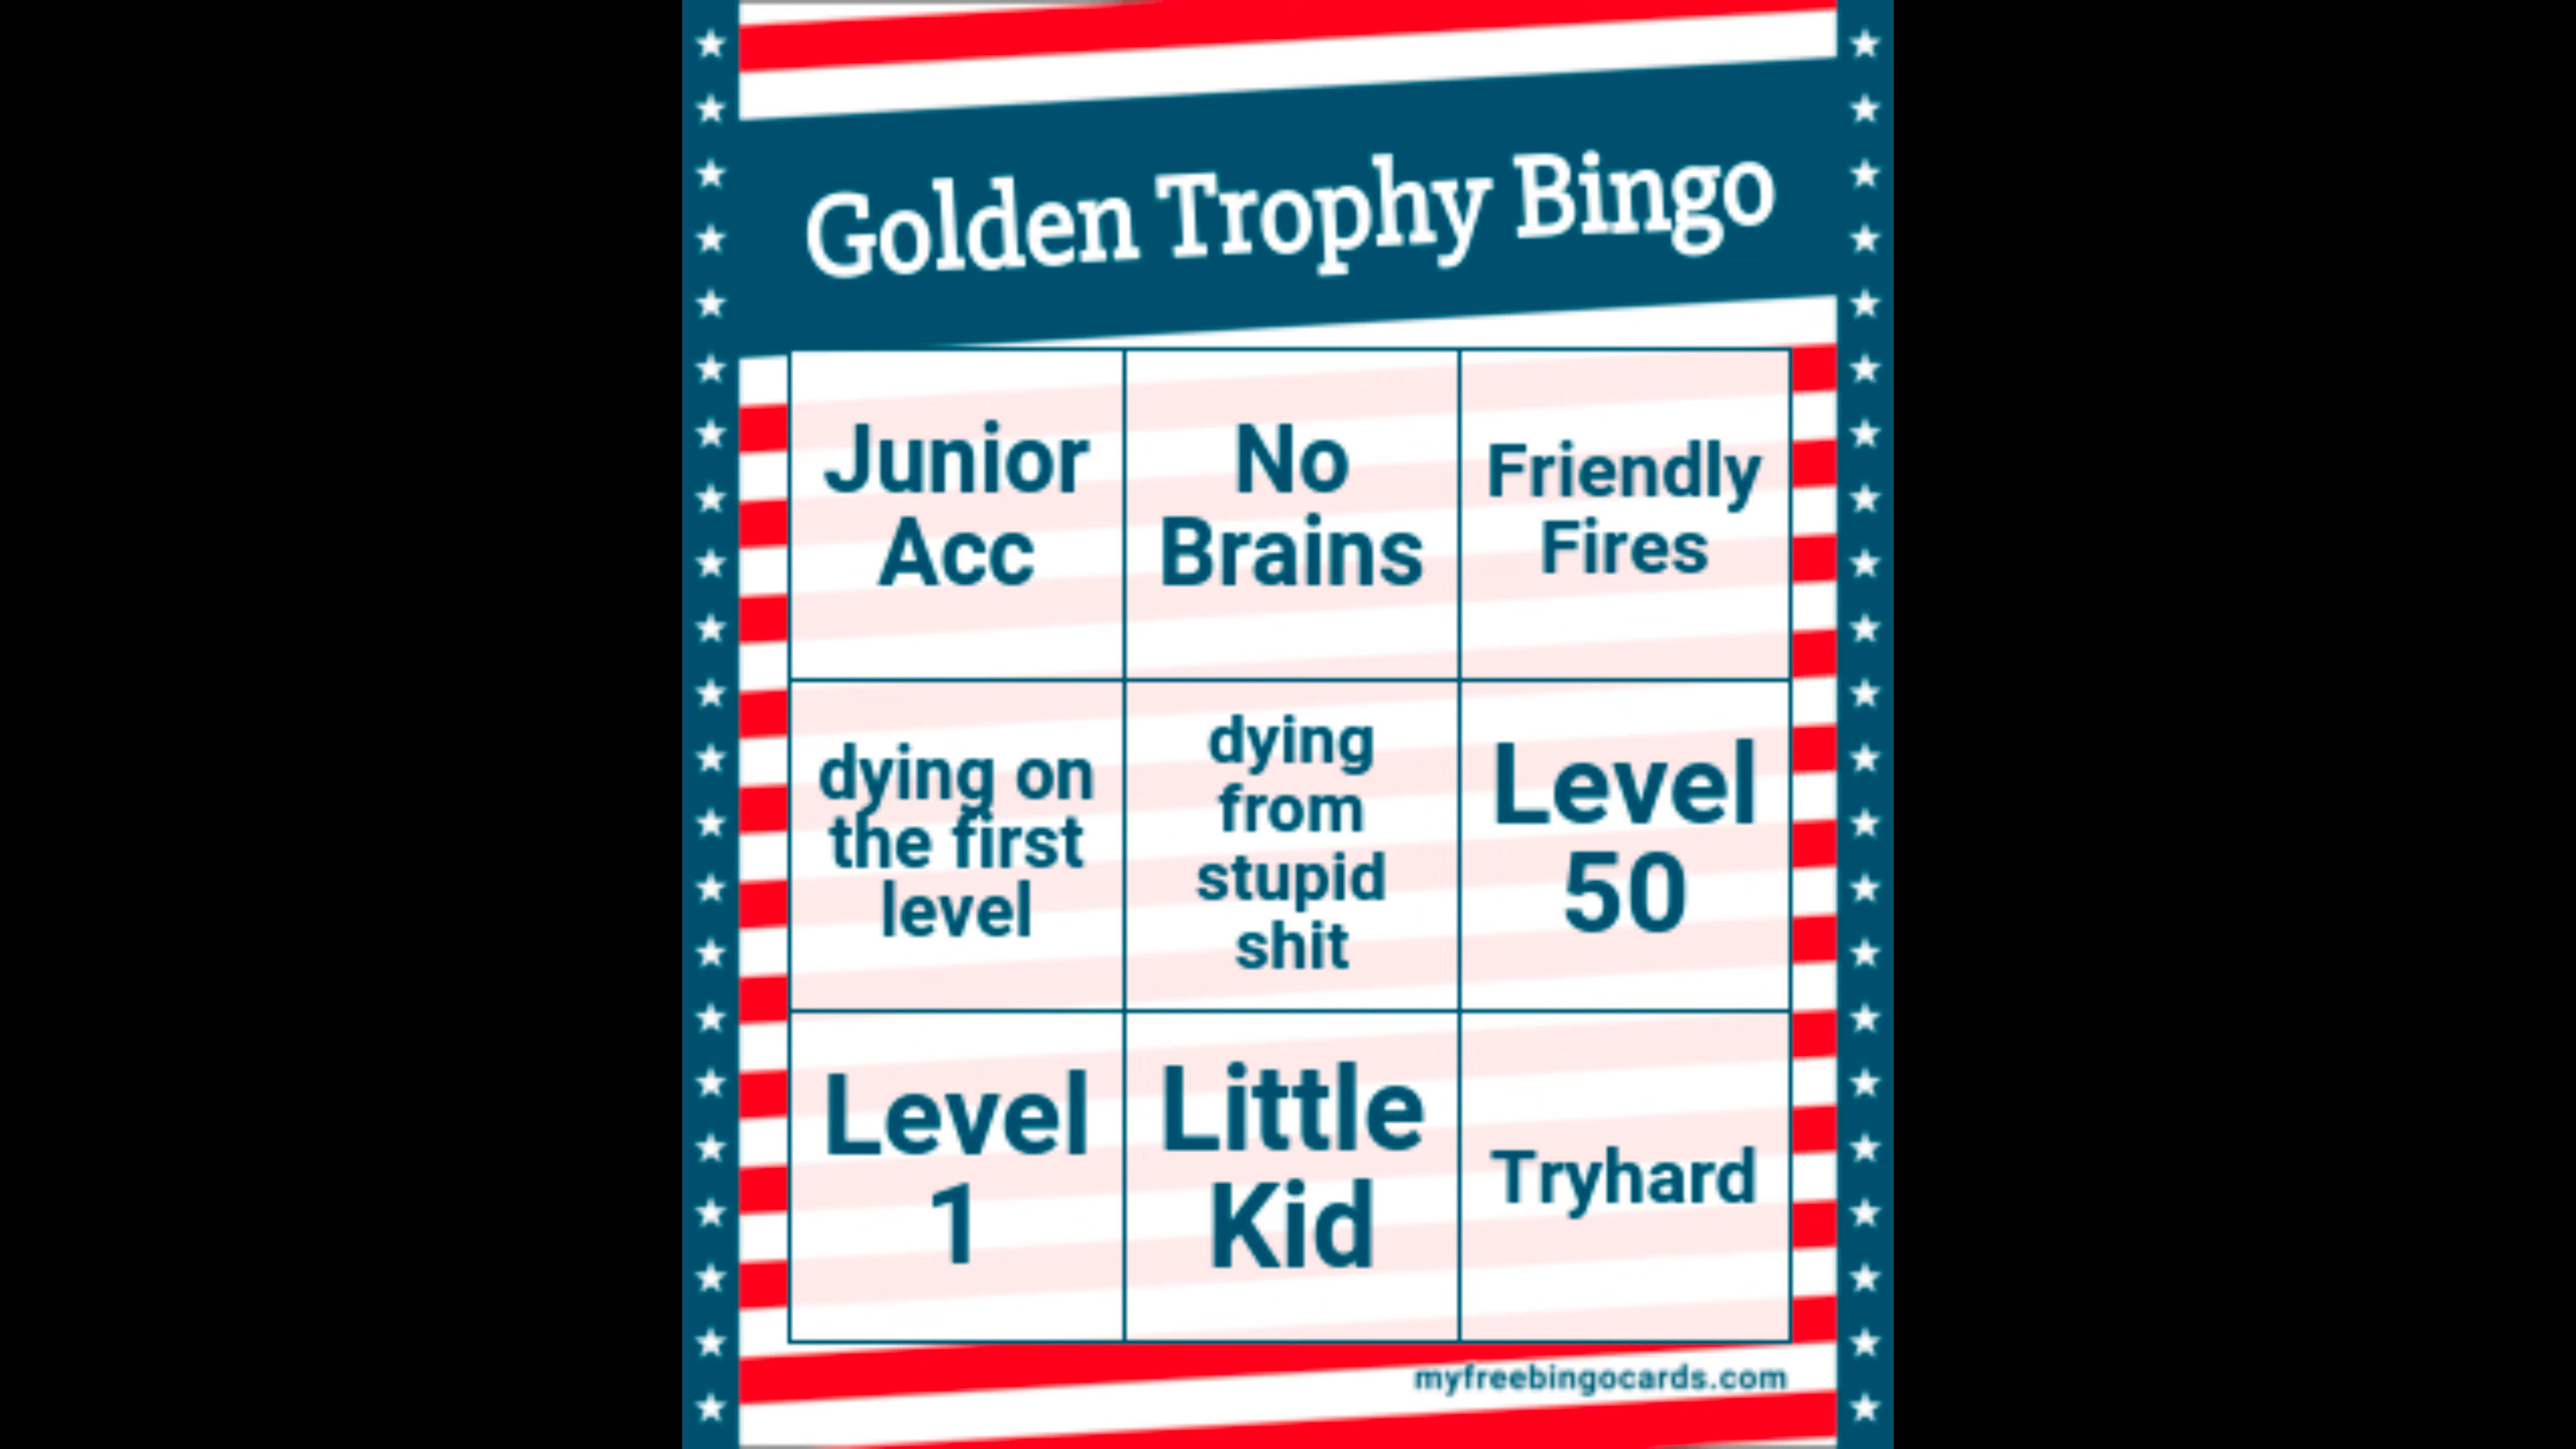 Golden Trophy Bingo
Junior
Acc
No
Brains
Friendly
Fires
dying on
the first
level
dying
from
stupid
shit
Level
50
Level
1
Little
Kid
Tryhard
myfreebingocards.com